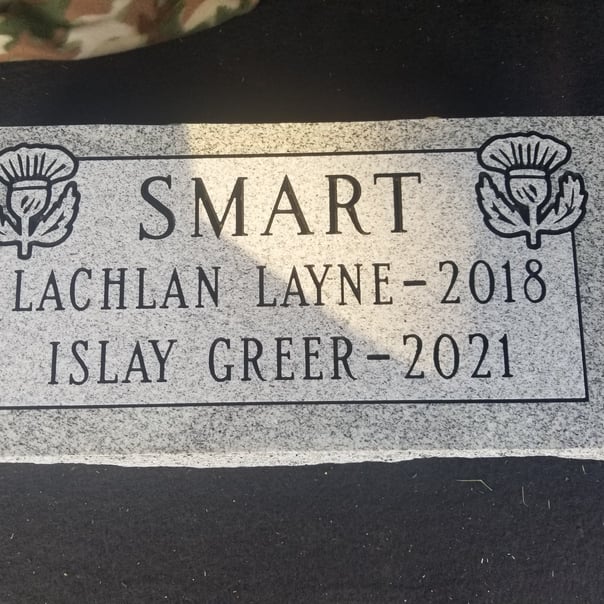 SMART
LACHLAN LAYNE-2018
ISLAY GREER-2021